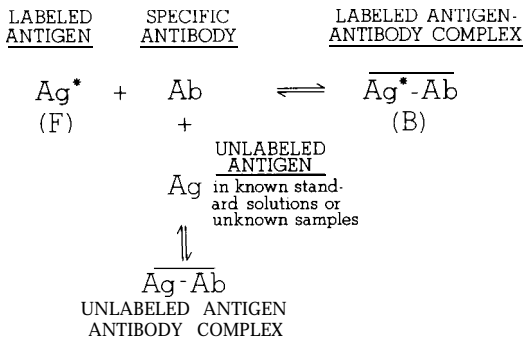 LABELED ANTIGEN
SPECIFIC ANTIBODY
LABELED ANTIGEN-
ANTIBODY COMPLEX
Ag* + Ab ⇌ Ag*-Ab
(F) + (B)
UNLABELED
ANTIGEN
Ag in known stand-
ard solutions or
unknown samples
⇅
Ag-Ab
UNLABELED ANTIGEN
ANTIBODY COMPLEX